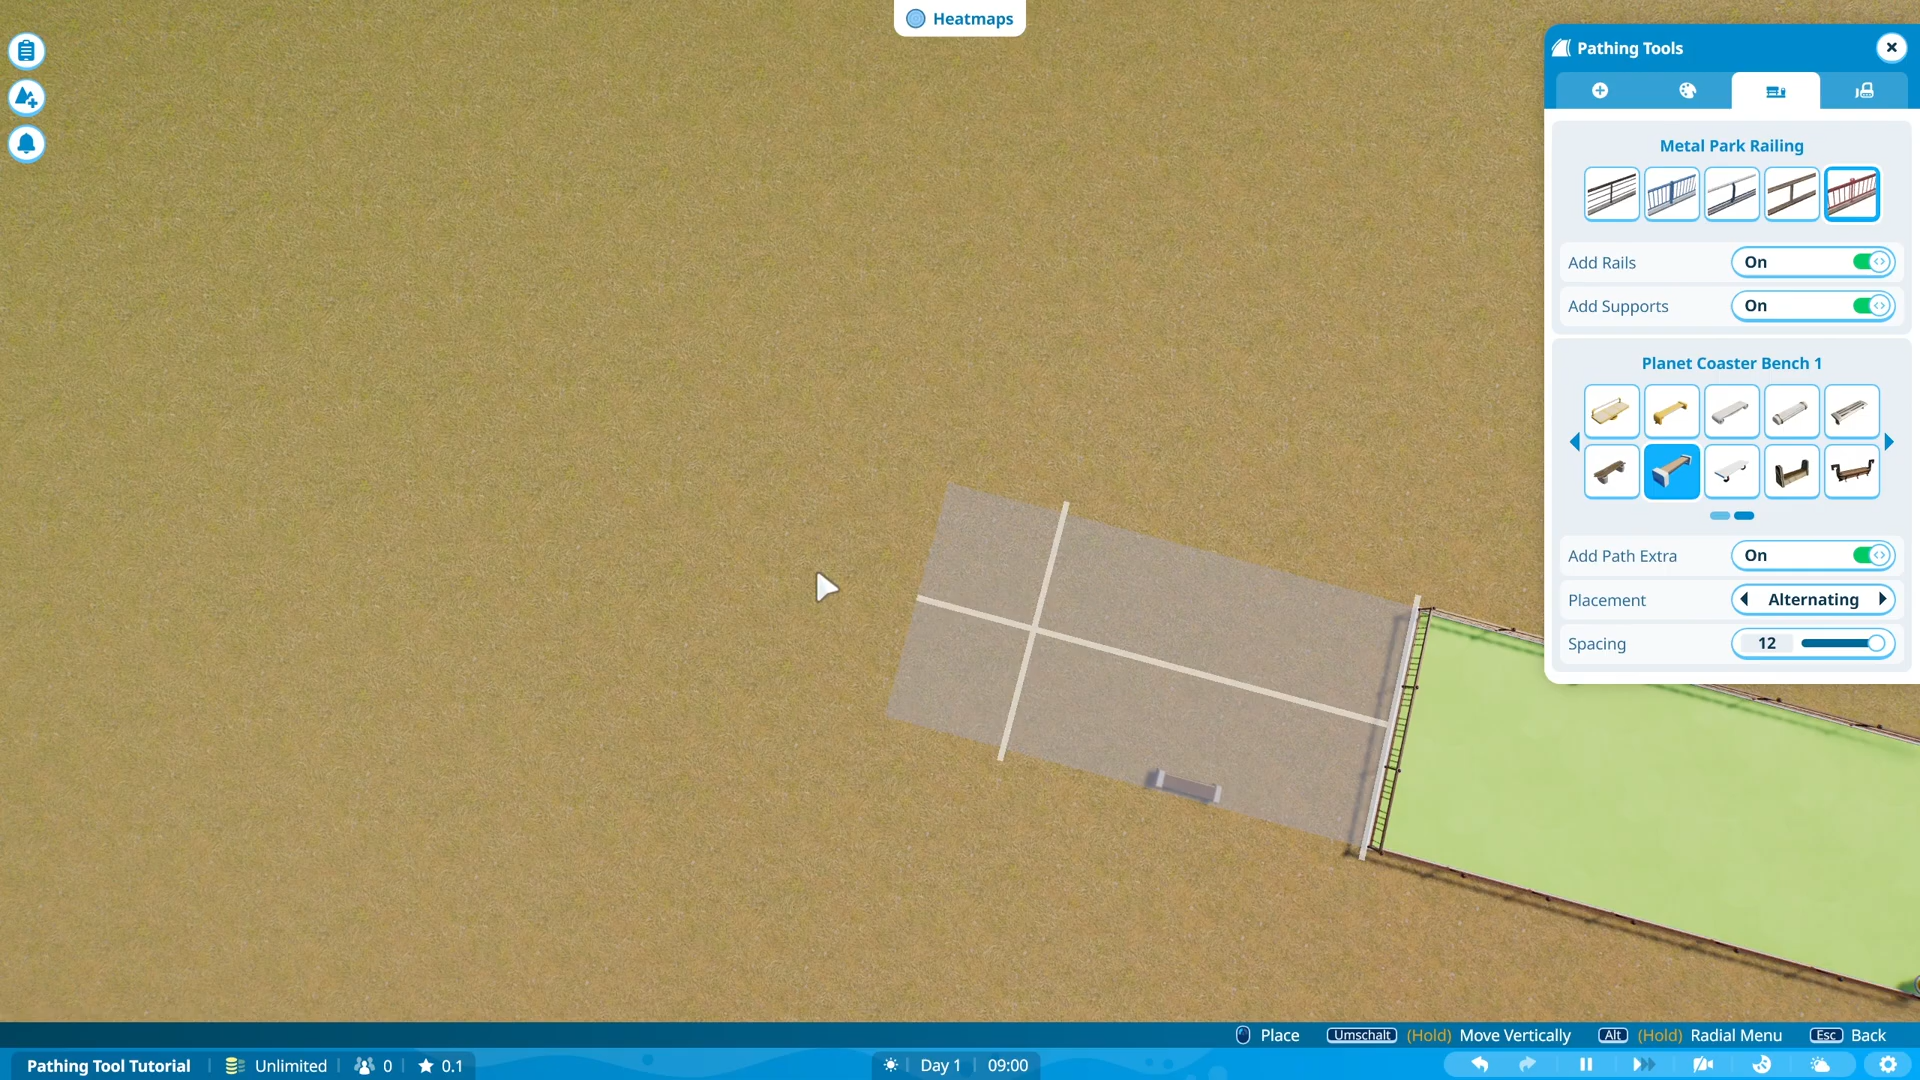 Heatmaps
Pathing Tools
Metal Park Railing
Add Rails On
Add Supports On
Planet Coaster Bench 1
Add Path Extra On
Placement Alternating
Spacing 12
Place Umschalt (Hold) Move Vertically Alt (Hold) Radial Menu Esc Back
Pathing Tool Tutorial Unlimited 0 0.1 Day 1 09:00